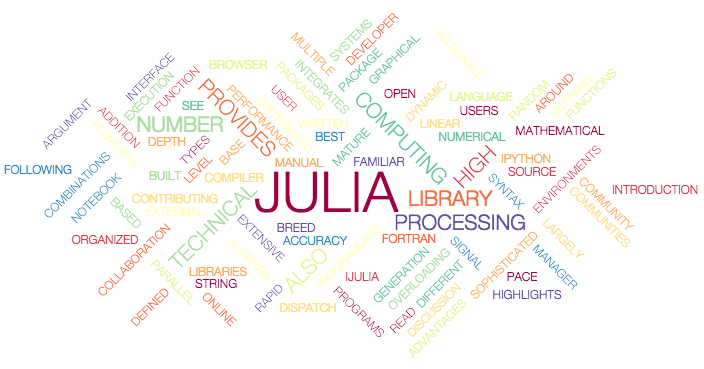 SYSTEMS
MULTIPLE
DEVELOPER
RATIONALE
INTERFACE
BROWSER
INTEGRATES
PACKAGE
GRAPHICAL
EXECUTION
FUNCTION
PACKAGES
OPEN
DYNAMIC
LANGUAGE
RANDOM
AROUND
FUNCTIONS
ARGUMENT
ADDITION
SEE
PROVIDES
PERFORMANCE
USER
COMPUTING
USERS
NUMBER
WRITTEN
LINEAR
NUMERICAL
MATHEMATICAL
POWERFUL
DEPTH
TYPES
BASE
BEST
MATURE
FOLLOWING
COMBINATIONS
LEVEL
MANUAL
FAMILIAR
HIGH
IPYTHON
SOURCE
ENVIRONMENTS
NOTEBOOK
BUILT
COMPILER
SYNTAX
COMMUNITY
INTRODUCTION
CONTRIBUTING
JULIA
LIBRARY
COMMUNITIES
BASED
EXTERNAL
TECHNICAL
EXTENSIVE
BREED
PROCESSING
LARGELY
ORGANIZED
ACCURACY
FORTRAN
SIGNAL
SOPHISTICATED
MANAGER
COLLABORATION
PARALLEL
LIBRARIES
STRING
ALGEBRA
ALSO
PROGRAMMERS
IJULIA
GENERATION
OVERLOADING
DIFFERENT
PACE
DEFINED
ONLINE
RAPID
DISPATCH
PROGRAMS
READ
DISCUSSION
ADVANTAGES
HIGHLIGHTS